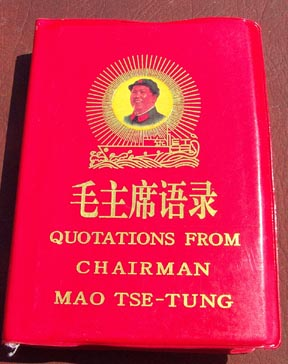 毛主席语录
QUOTATIONS FROM
CHAIRMAN
MAO TSE-TUNG